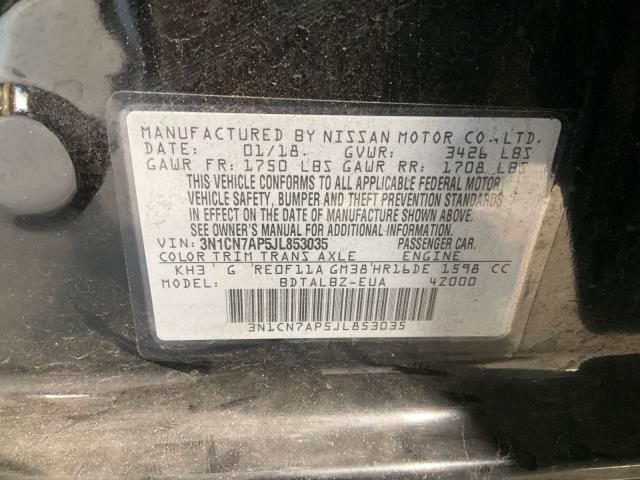 MANUFACTURED BY NISSAN MOTOR CO., LTD.
DATE: 01/18. GVWR: 3426 LBS
GAWR FR: 1750 LBS GAWR RR: 1708 LBS
THIS VEHICLE CONFORMS TO ALL APPLICABLE FEDERAL MOTOR
VEHICLE SAFETY, BUMPER AND THEFT PREVENTION STANDARDS
IN EFFECT ON THE DATE OF MANUFACTURE SHOWN ABOVE.
SEE OWNER'S MANUAL FOR ADDITIONAL INFORMATION.
VIN: 3N1CN7AP5JL853035 PASSENGER CAR.
COLOR TRIM TRANS AXLE ENGINE
KH3 G RE0F11A GM38 HR16DE 1598 CC
MODEL: BDTALBZ-EUA 4Z000
3N1CN7AP5JL853035